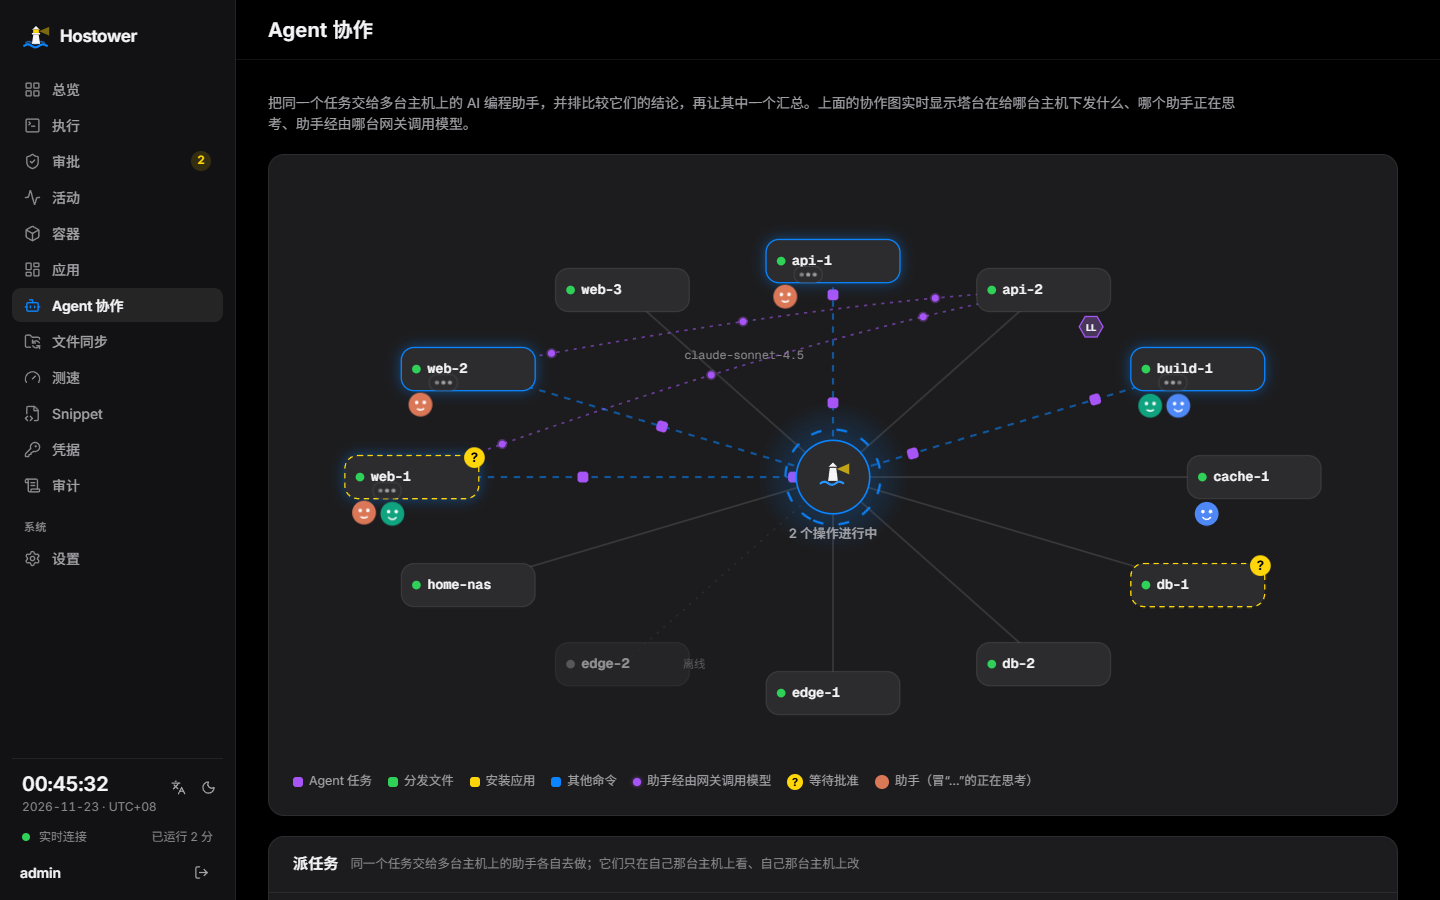 Hostower
总览
执行
审批 2
活动
容器
应用
Agent 协作
文件同步
测速
Snippet
凭据
审计
系统
设置
00:45:32
2026-11-23 · UTC+08
实时连接 已运行 2 分
admin
Agent 协作
把同一个任务交给多台主机上的 AI 编程助手，并排比较它们的结论，再让其中一个汇总。上面的协作图实时显示塔台在给哪台主机下发什么、哪个助手正在思
考、助手经由哪台网关调用模型。
api-1
web-3
api-2
LL
claude-sonnet-4.5
web-2
build-1
?
web-1
cache-1
2 个操作进行中
?
home-nas
db-1
edge-2 离线
db-2
edge-1
Agent 任务 分发文件 安装应用 其他命令 助手经由网关调用模型 ? 等待批准 助手（冒“…”的正在思考）
派任务 同一个任务交给多台主机上的助手各自去做；它们只在自己那台主机上看、自己那台主机上改